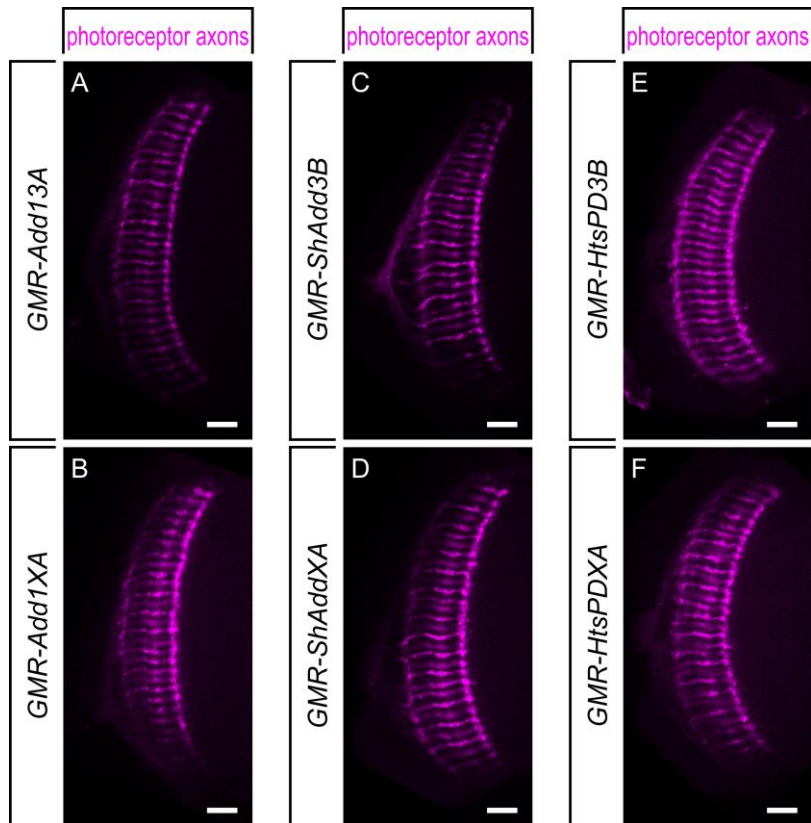 photoreceptor axons
photoreceptor axons
photoreceptor axons
GMR-Add13A
A
GMR-ShAdd3B
C
GMR-HtsPD3B
E
GMR-Add1XA
B
GMR-ShAddXA
D
GMR-HtsPDXA
F